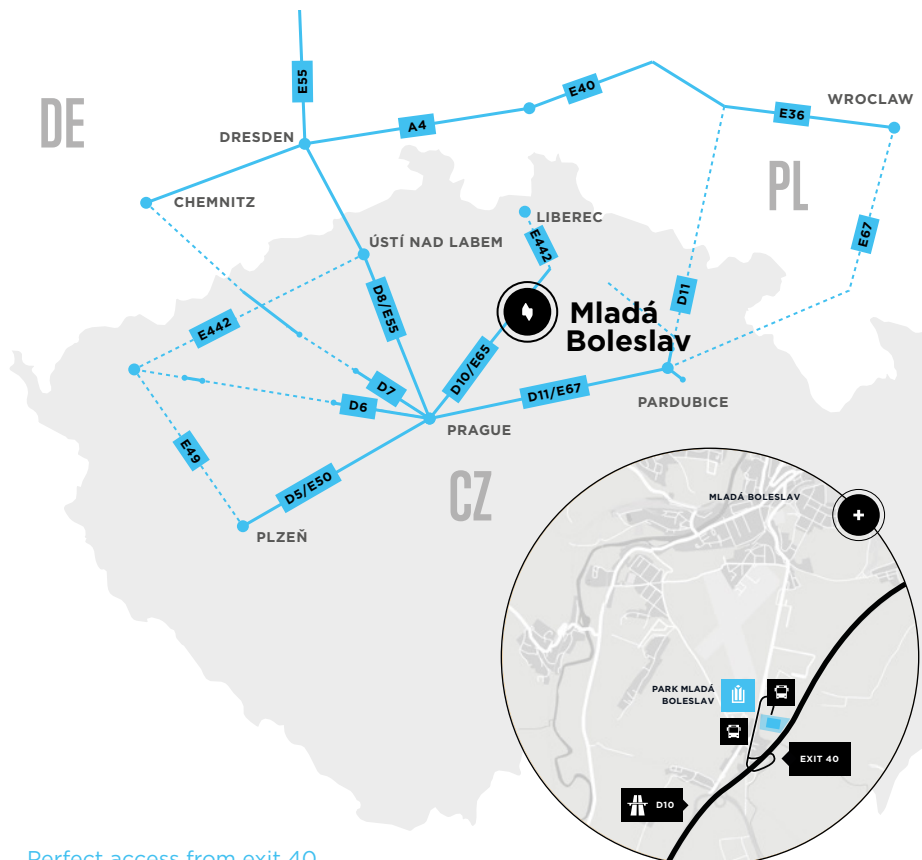 E55
DE
E40
WROCLAW
A4
E36
DRESDEN
PL
CHEMNITZ
LIBEREC
E67
ÚSTÍ NAD LABEM
E442
D11
D8/E55
Mladá
Boleslav
E442
D10/E65
D7
D11/E67
D6
PARDUBICE
PRAGUE
E49
D5/E50
CZ
PLZEŇ
MLADÁ BOLESLAV
PARK MLADÁ
BOLESLAV
EXIT 40
D10
Perfect access from exit 40